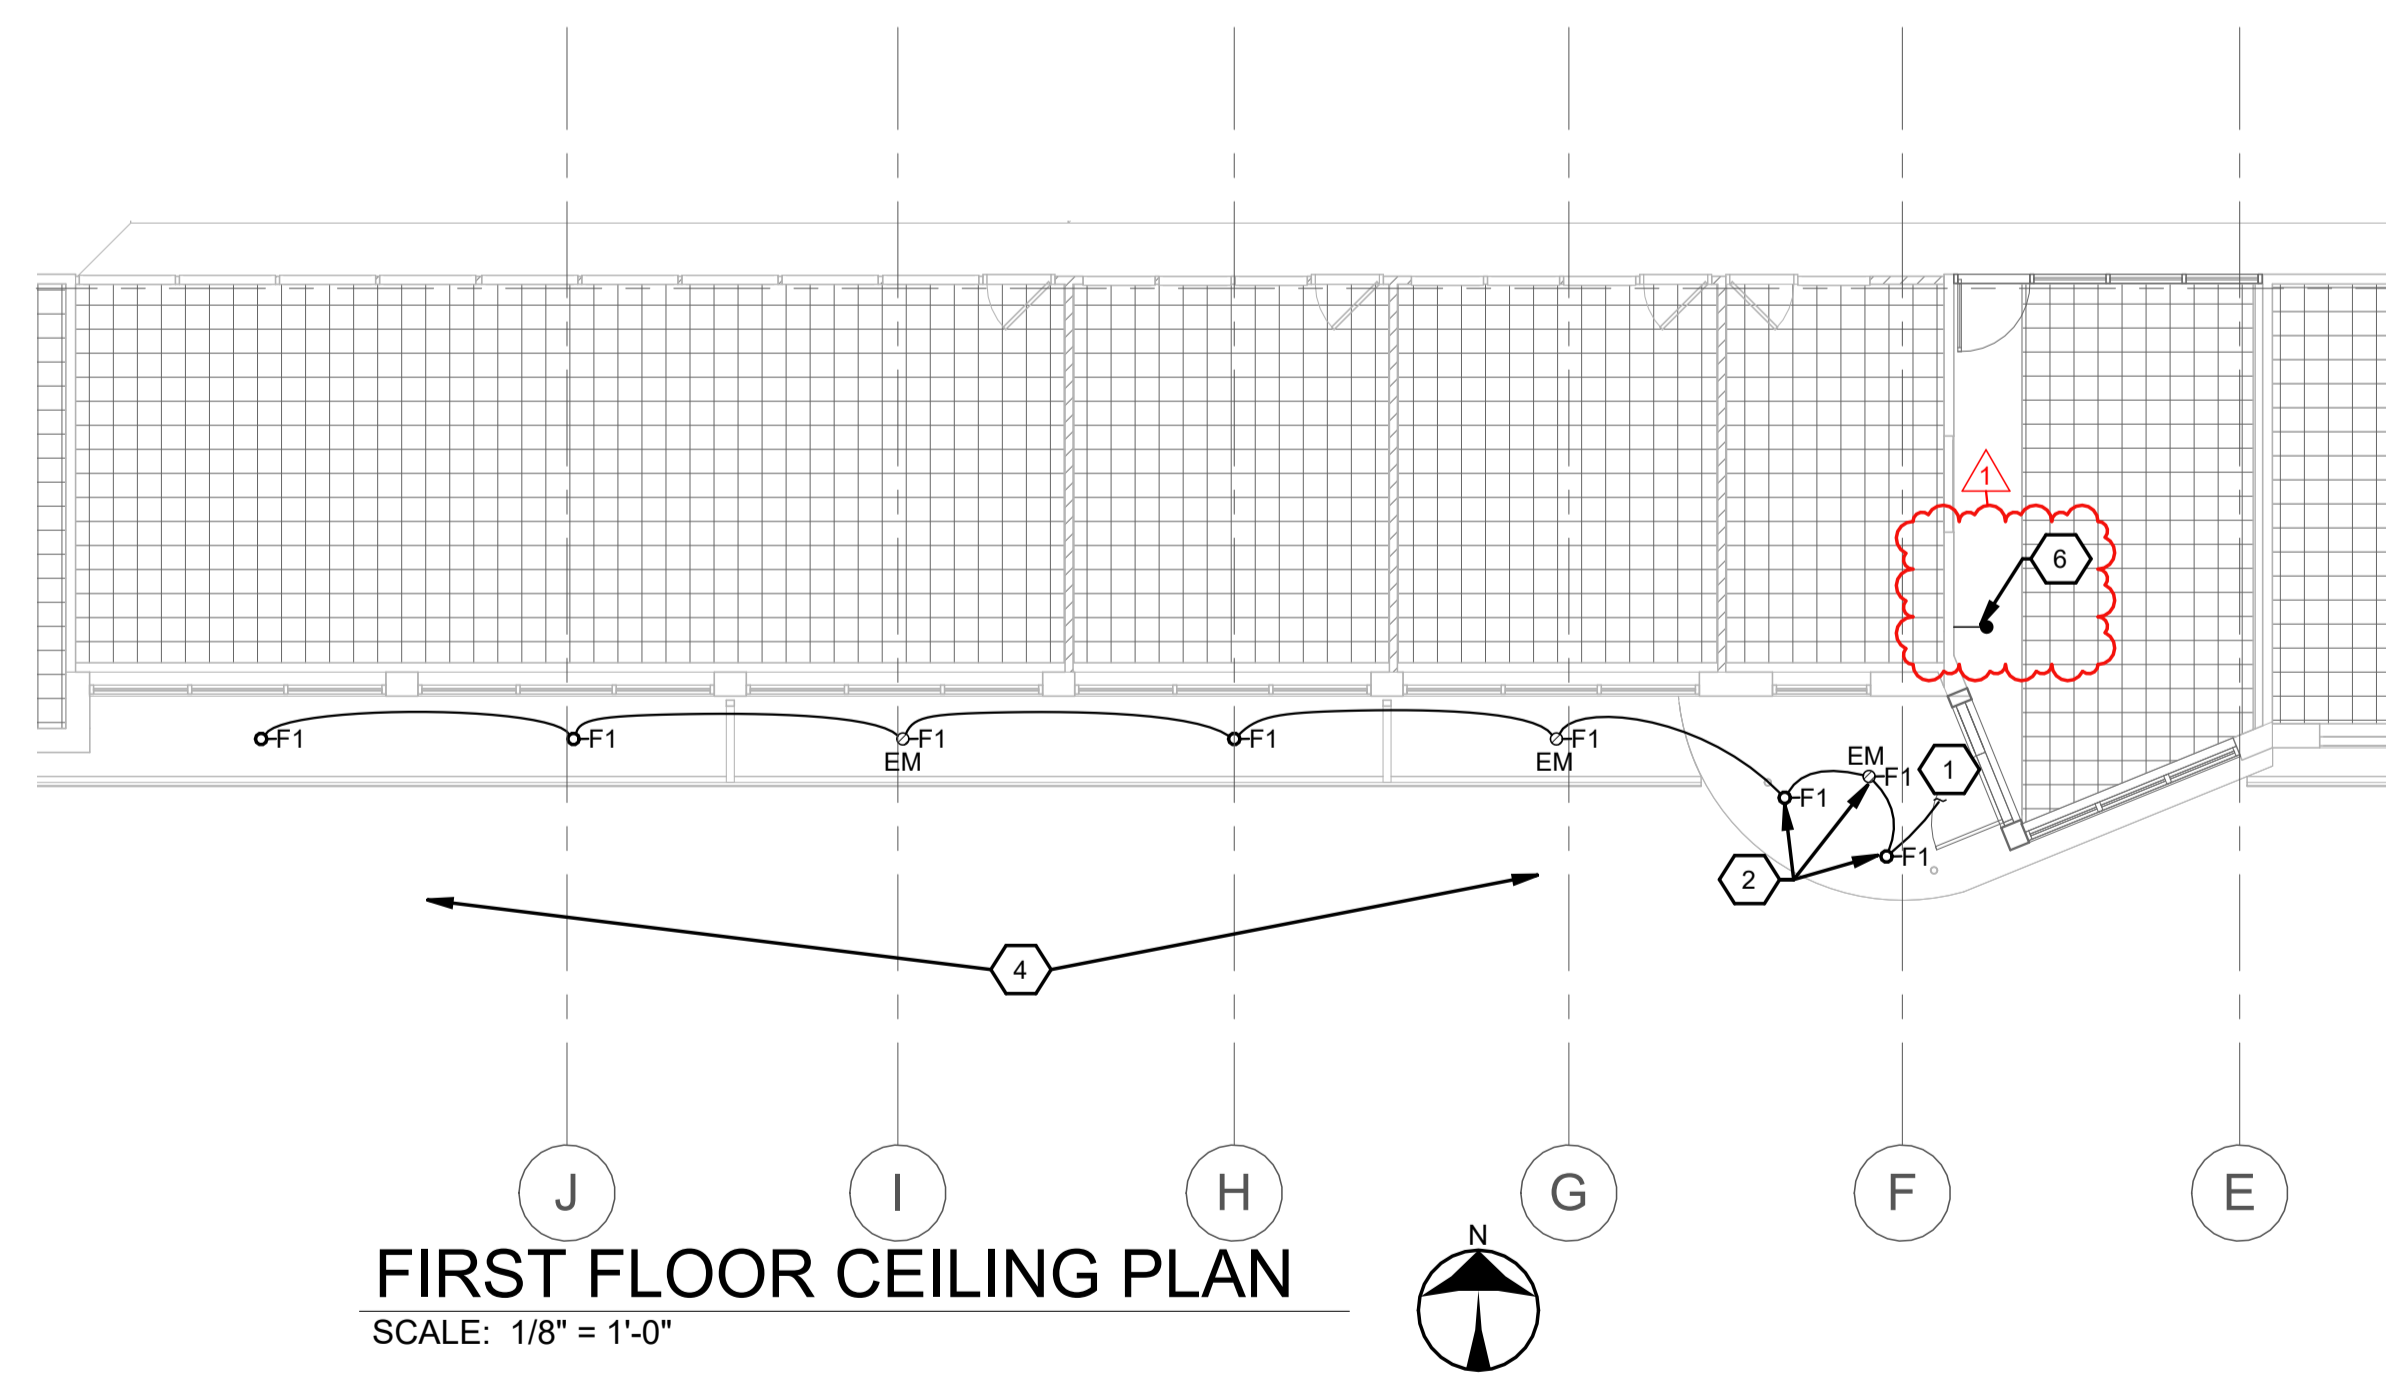 1
6
F1
F1
F1
EM
F1
F1
EM
F1
EM
F1
F1
1
2
4
J
I
H
G
F
E
FIRST FLOOR CEILING PLAN
SCALE: 1/8" = 1'-0"
N